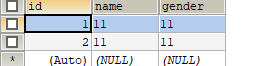 id name gender
1 11 11
2 11 11
* (Auto) (NULL) (NULL)